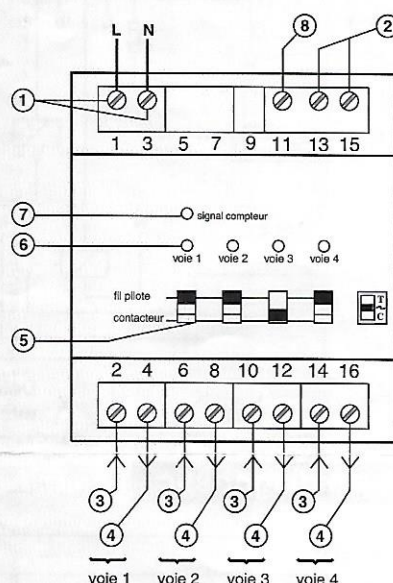 L N
8 2
1
1 3 5 7 9 11 13 15
7 signal compteur
6
voie 1 voie 2 voie 3 voie 4
fil pilote
T
contacteur
C
5
2 4 6 8 10 12 14 16
3 3 3 3
4 4 4 4
voie 1 voie 2 voie 3 voie 4